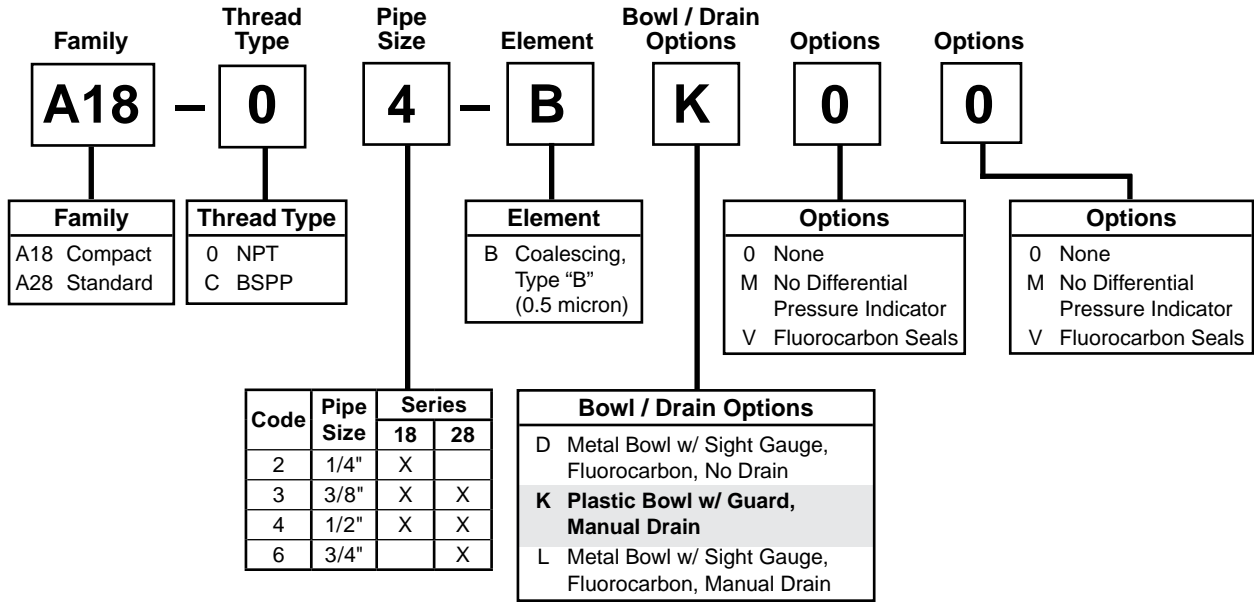 Family
Thread
Type
Pipe
Size
Element
Bowl / Drain
Options
Options
Options
A18 – 0 4 – B K 0 0
Family
A18 Compact
A28 Standard
Thread Type
0 NPT
C BSPP
Element
B Coalescing,
Type “B”
(0.5 micron)
Options
0 None
M No Differential
Pressure Indicator
V Fluorocarbon Seals
Options
0 None
M No Differential
Pressure Indicator
V Fluorocarbon Seals
Code Pipe Size Series
18 28
2 1/4" X
3 3/8" X X
4 1/2" X X
6 3/4" X
Bowl / Drain Options
D Metal Bowl w/ Sight Gauge,
Fluorocarbon, No Drain
K Plastic Bowl w/ Guard,
Manual Drain
L Metal Bowl w/ Sight Gauge,
Fluorocarbon, Manual Drain